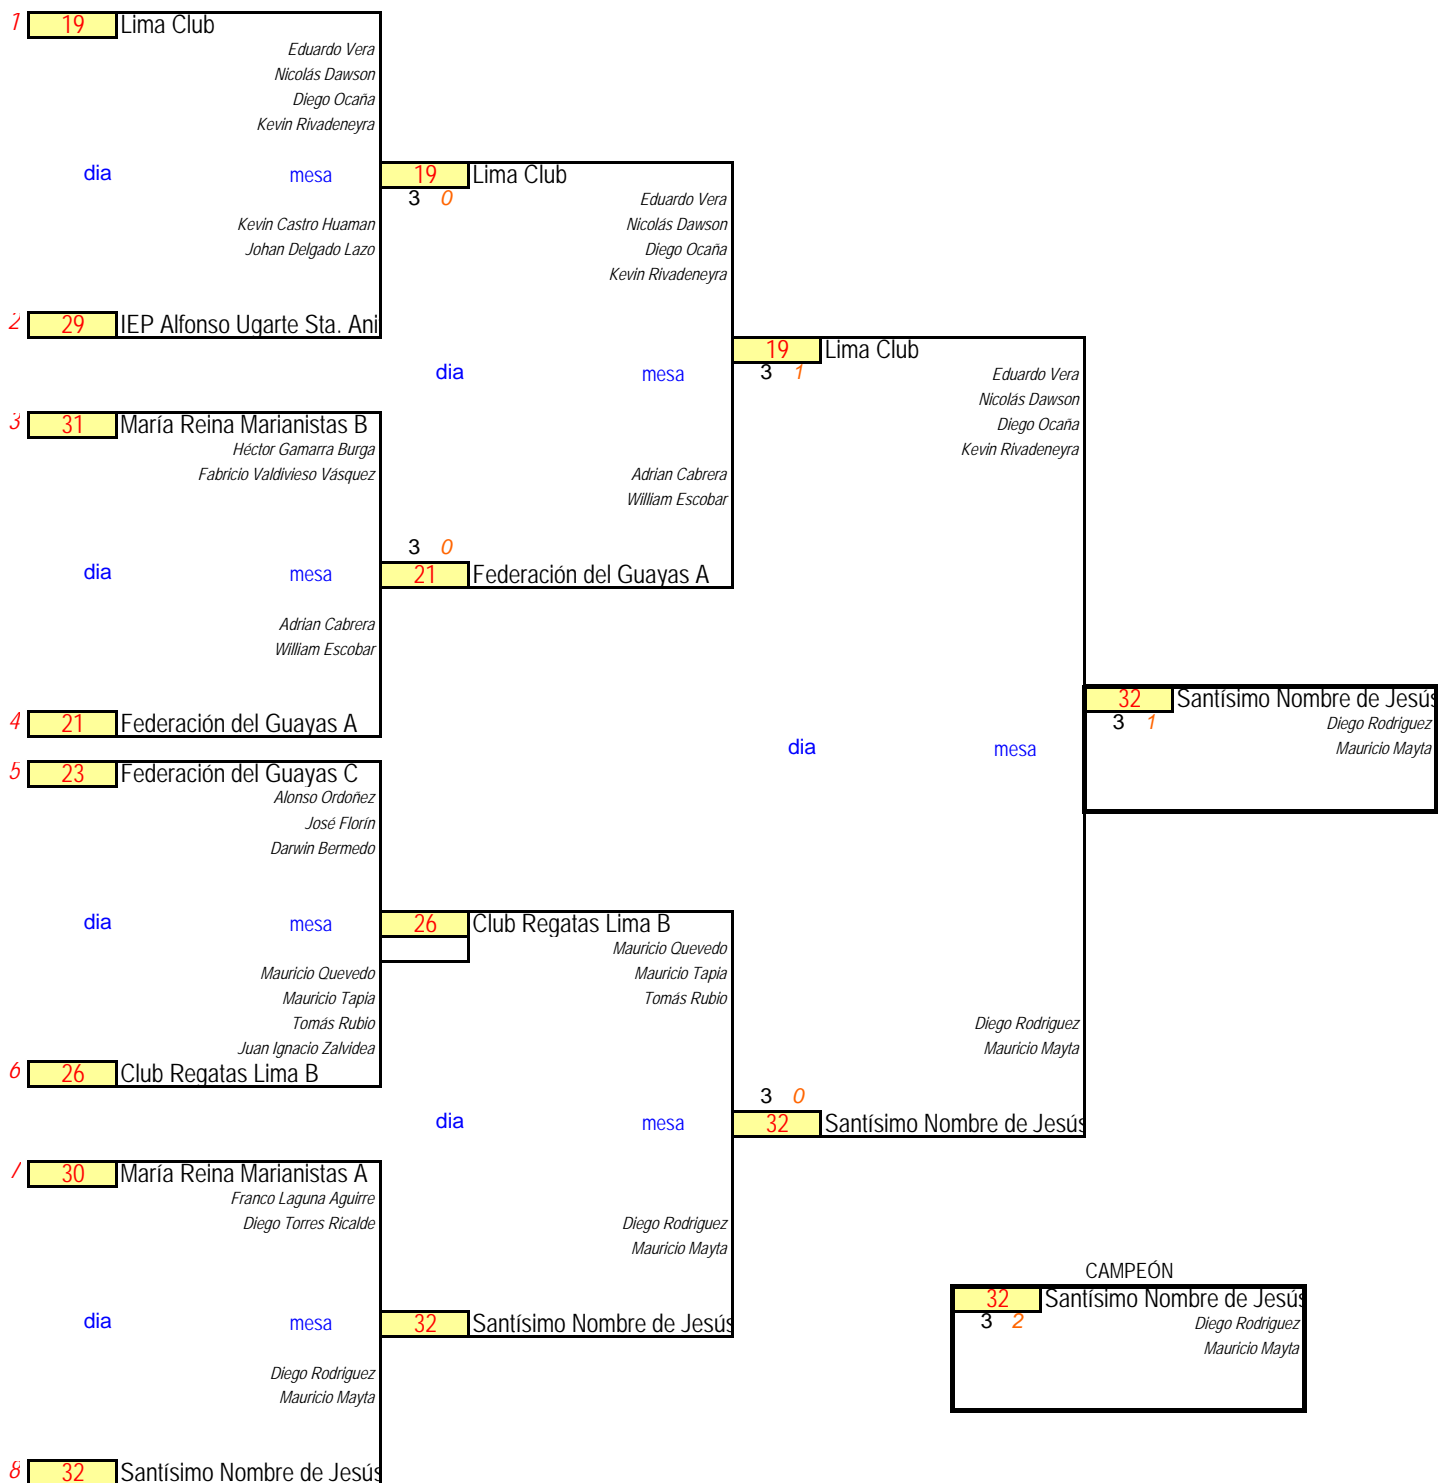 1 19 Lima Club
Eduardo Vera
Nicolás Dawson
Diego Ocaña
Kevin Rivadeneyra
dia mesa 19 Lima Club
3 0 Eduardo Vera
Kevin Castro Huaman Nicolás Dawson
Johan Delgado Lazo Diego Ocaña
Kevin Rivadeneyra
2 29 IEP Alfonso Ugarte Sta. Ani
19 Lima Club
dia mesa 3 1 Eduardo Vera
Nicolás Dawson
3 31 María Reina Marianistas B Diego Ocaña
Héctor Gamarra Burga Kevin Rivadeneyra
Fabricio Valdivieso Vásquez Adrian Cabrera
William Escobar
3 0
dia mesa 21 Federación del Guayas A
Adrian Cabrera
William Escobar
32 Santísimo Nombre de Jesús
4 21 Federación del Guayas A 3 1 Diego Rodriguez
dia mesa Mauricio Mayta
5 23 Federación del Guayas C
Alonso Ordoñez
José Florín
Darwin Bermedo
dia mesa 26 Club Regatas Lima B
Mauricio Quevedo
Mauricio Quevedo Mauricio Tapia
Mauricio Tapia Tomás Rubio
Tomás Rubio Diego Rodriguez
Juan Ignacio Zalvidea Mauricio Mayta
6 26 Club Regatas Lima B
3 0
dia mesa 32 Santísimo Nombre de Jesús
30 María Reina Marianistas A
Franco Laguna Aguirre
Diego Torres Ricalde Diego Rodriguez
Mauricio Mayta
CAMPEÓN
32 Santísimo Nombre de Jesús
dia mesa 32 Santísimo Nombre de Jesús 3 2 Diego Rodriguez
Mauricio Mayta
Diego Rodriguez
Mauricio Mayta
8 32 Santísimo Nombre de Jesús